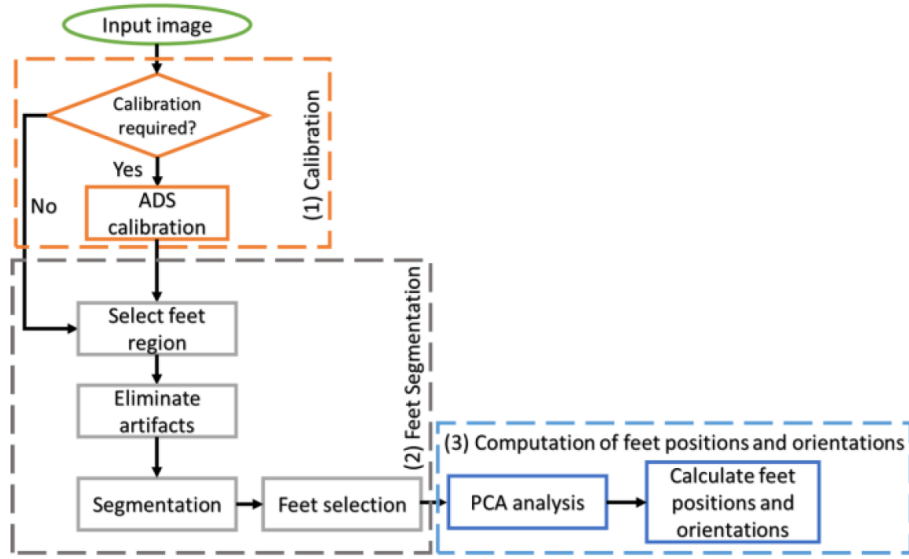 Input image
Calibration
required?
(1) Calibration
Yes
No
ADS
calibration
(2) Feet Segmentation
Select feet
region
Eliminate
artifacts
Segmentation
Feet selection
(3) Computation of feet positions and orientations
PCA analysis
Calculate feet
positions and
orientations